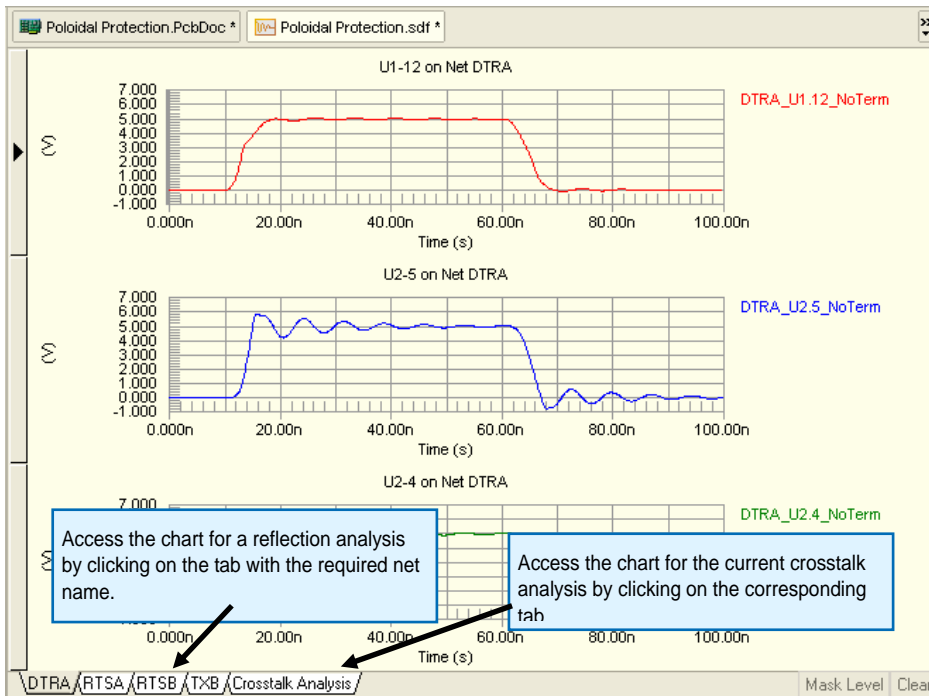 Poloidal Protection.PcbDoc * Poloidal Protection.sdf *
U1-12 on Net DTRA
7.000
6.000
5.000
4.000
3.000
2.000
1.000
0.000
-1.000
(V)
DTRA_U1.12_NoTerm
0.000n 20.00n 40.00n 60.00n 80.00n 100.00n
Time (s)
U2-5 on Net DTRA
7.000
6.000
5.000
4.000
3.000
2.000
1.000
0.000
-1.000
(V)
DTRA_U2.5_NoTerm
0.000n 20.00n 40.00n 60.00n 80.00n 100.00n
Time (s)
U2-4 on Net DTRA
7.000
DTRA_U2.4_NoTerm
Access the chart for a reflection analysis
by clicking on the tab with the required net
name.
Access the chart for the current crosstalk
analysis by clicking on the corresponding
tab
0.000n 20.00n 40.00n 60.00n 80.00n 100.00n
Time (s)
DTRA RTSA RTSB TXB Crosstalk Analysis
Mask Level Clear